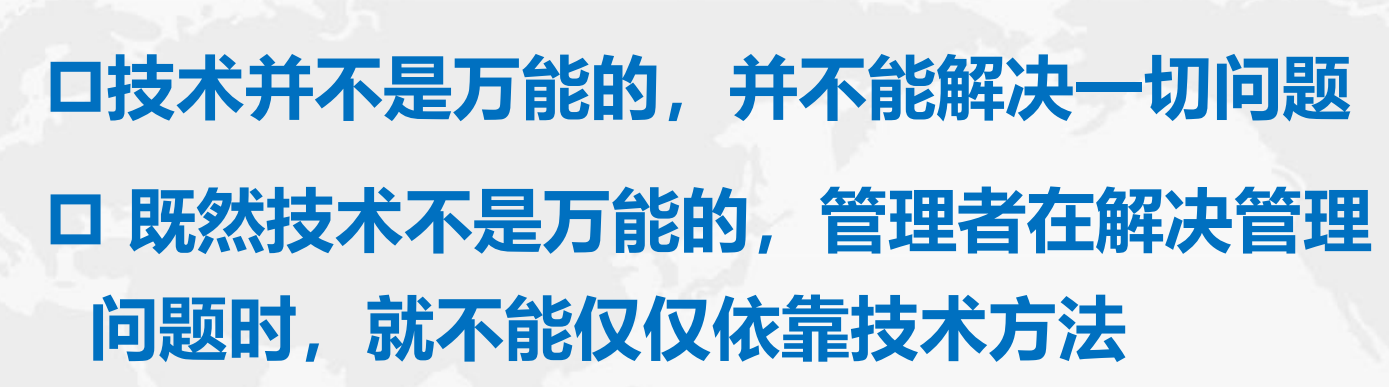 □技术并不是万能的，并不能解决一切问题
□ 既然技术不是万能的，管理者在解决管理
问题时，就不能仅仅依靠技术方法